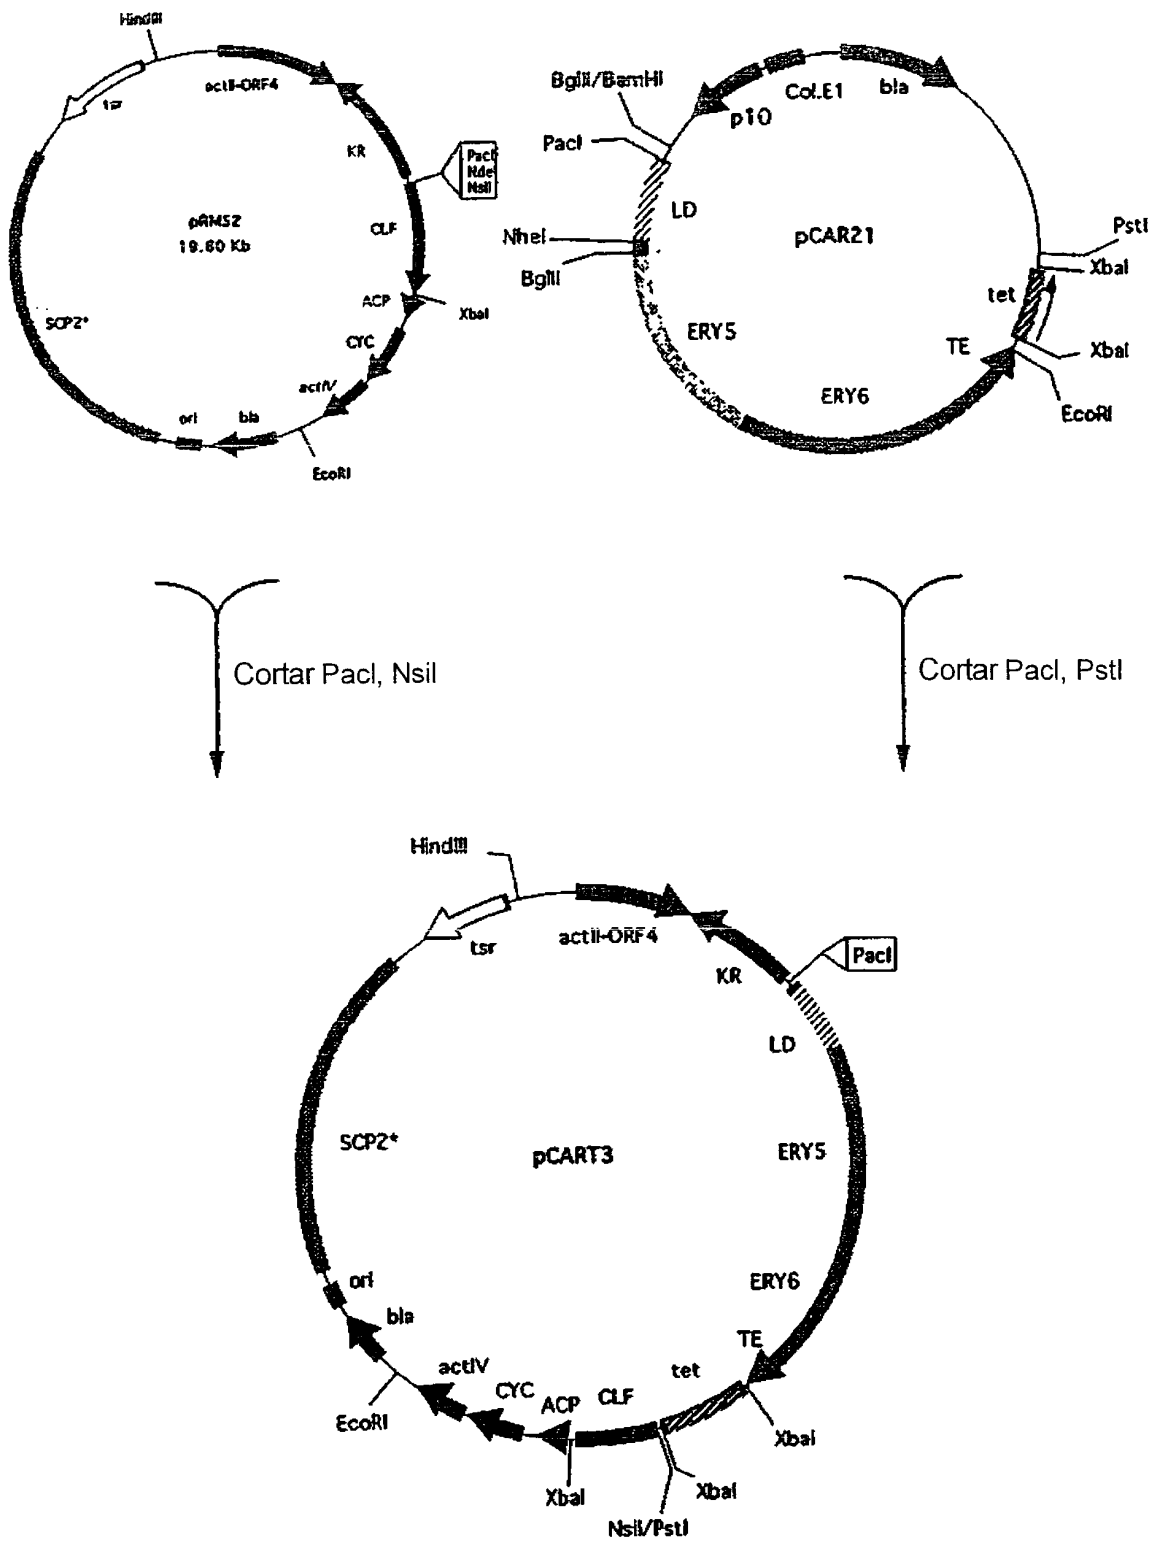 HindIII
actII-ORF4
tsr
KR
PacI
Nde
NsiI
pRM52
19.60 Kb
CLF
ACP
XbaI
CYC
SCP2*
actIV
ori
bla
EcoRI
BglII/BamHI
Col.E1
bla
p10
PacI
LD
pCAR21
NheI
BglII
PstI
XbaI
tet
ERY5
TE
XbaI
ERY6
EcoRI
Cortar PacI, NsiI
Cortar PacI, PstI
HindIII
actII-ORF4
tsr
PacI
KR
LD
SCP2*
pCART3
ERY5
ori
ERY6
bla
TE
actIV
tet
CYC
CLF
ACP
EcoRI
XbaI
XbaI
XbaI
NsiI/PstI